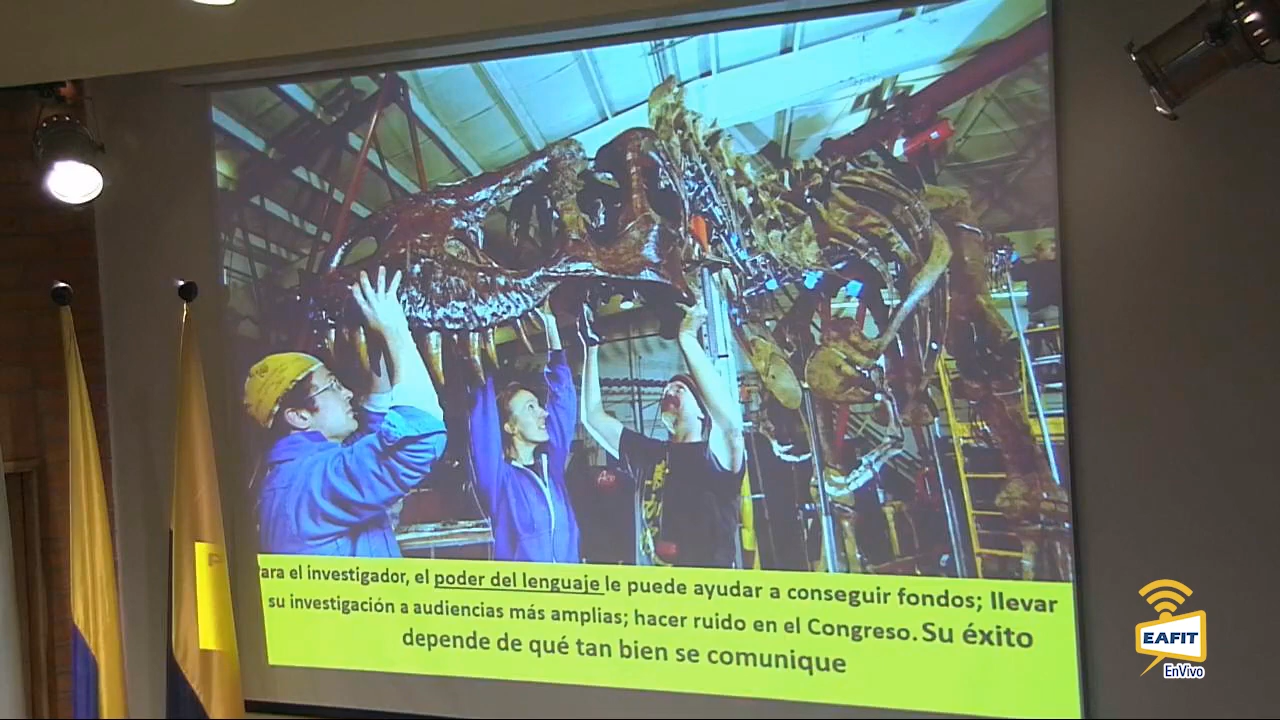 Para el investigador, el poder del lenguaje le puede ayudar a conseguir fondos; llevar
su investigación a audiencias más amplias; hacer ruido en el Congreso. Su éxito
depende de qué tan bien se comunique
EAFIT
EnVivo